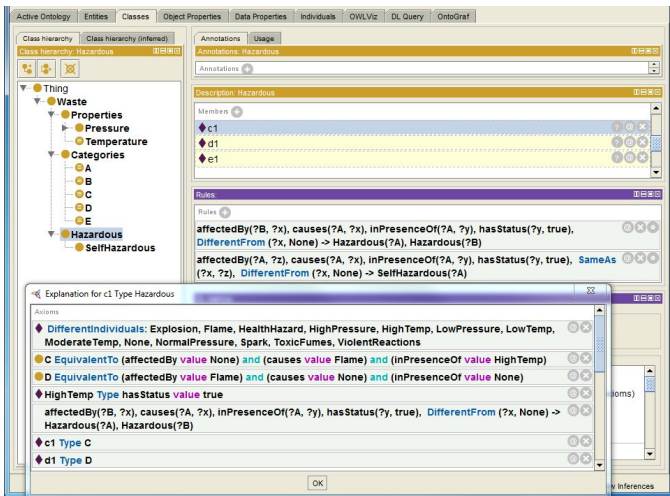 Active Ontology Entities Classes Object Properties Data Properties Individuals OWLViz DL Query OntoGraf
Class hierarchy Class hierarchy (inferred)
Class hierarchy: Hazardous
Thing
Waste
Properties
Pressure
Temperature
Categories
A
B
C
D
E
Hazardous
SelfHazardous
Annotations Usage
Annotations: Hazardous
Annotations
Description: Hazardous
Members
c1
d1
e1
Rules:
Rules
affectedBy(?B, ?x), causes(?A, ?x), inPresenceOf(?A, ?y), hasStatus(?y, true),
DifferentFrom (?x, None) -> Hazardous(?A), Hazardous(?B)
affectedBy(?A, ?z), causes(?A, ?x), inPresenceOf(?A, ?y), hasStatus(?y, true), SameAs
(?x, ?z), DifferentFrom (?x, None) -> SelfHazardous(?A)
Explanation for c1 Type Hazardous
Axioms
DifferentIndividuals: Explosion, Flame, HealthHazard, HighPressure, HighTemp, LowPressure, LowTemp,
ModerateTemp, None, NormalPressure, Spark, ToxicFumes, ViolentReactions
C EquivalentTo (affectedBy value None) and (causes value Flame) and (inPresenceOf value HighTemp)
D EquivalentTo (affectedBy value Flame) and (causes value None) and (inPresenceOf value None)
HighTemp Type hasStatus value true
affectedBy(?B, ?x), causes(?A, ?x), inPresenceOf(?A, ?y), hasStatus(?y, true), DifferentFrom (?x, None) ->
Hazardous(?A), Hazardous(?B)
c1 Type C
d1 Type D
OK
ioms)
w Inferences